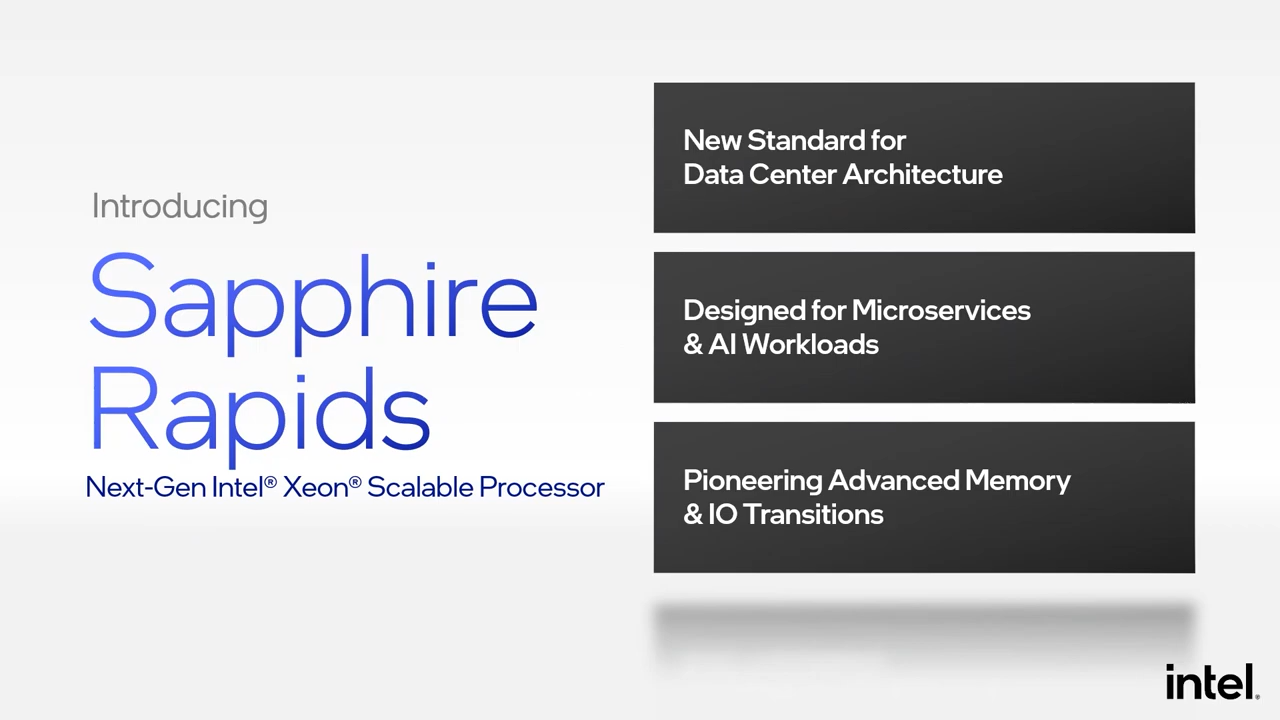 Introducing
Sapphire
Rapids
Next-Gen Intel® Xeon® Scalable Processor
New Standard for
Data Center Architecture
Designed for Microservices
& AI Workloads
Pioneering Advanced Memory
& IO Transitions
intel.